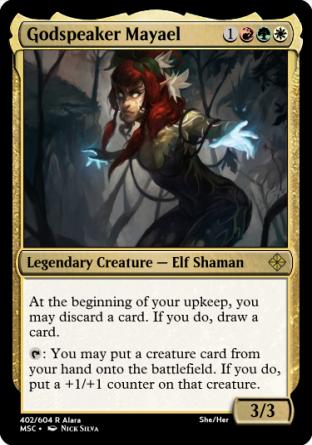 Godspeaker Mayael 1
Legendary Creature — Elf Shaman
At the beginning of your upkeep, you
may discard a card. If you do, draw a
card.
: You may put a creature card from
your hand onto the battlefield. If you do,
put a +1/+1 counter on that creature.
3/3
402/604 R Alara She/Her
MSC • Nick Silva